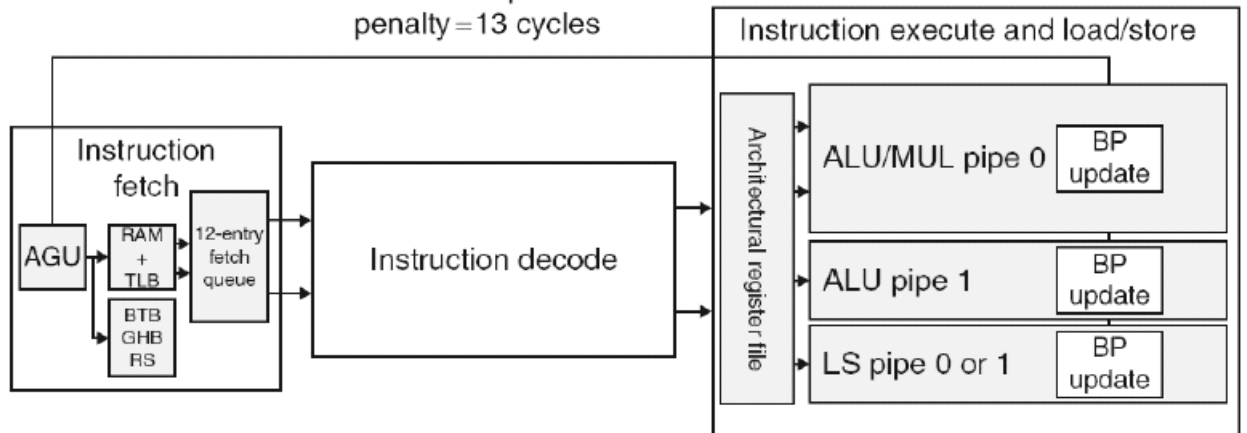 penalty=13 cycles
Instruction execute and load/store
Instruction
fetch
AGU
RAM
+
TLB
BTB
GHB
RS
12-entry
fetch
queue
Instruction decode
Architectural register file
ALU/MUL pipe 0
BP
update
ALU pipe 1
BP
update
LS pipe 0 or 1
BP
update